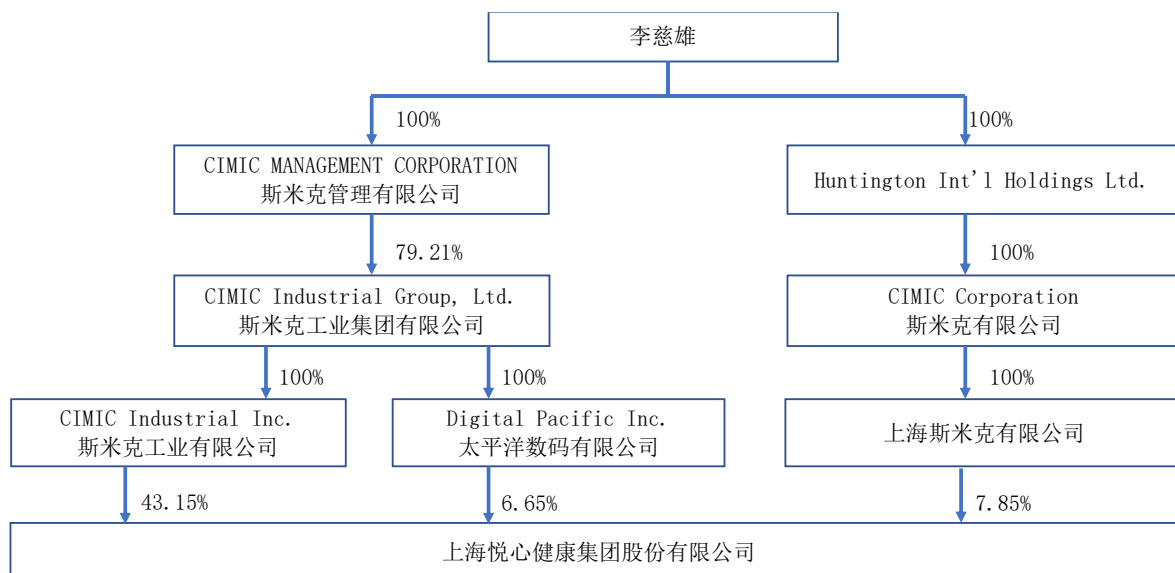 李慈雄
100%
100%
CIMIC MANAGEMENT CORPORATION
斯米克管理有限公司
Huntington Int'l Holdings Ltd.
79.21%
100%
CIMIC Industrial Group, Ltd.
斯米克工业集团有限公司
CIMIC Corporation
斯米克有限公司
100%
100%
100%
CIMIC Industrial Inc.
斯米克工业有限公司
Digital Pacific Inc.
太平洋数码有限公司
上海斯米克有限公司
43.15%
6.65%
7.85%
上海悦心健康集团股份有限公司